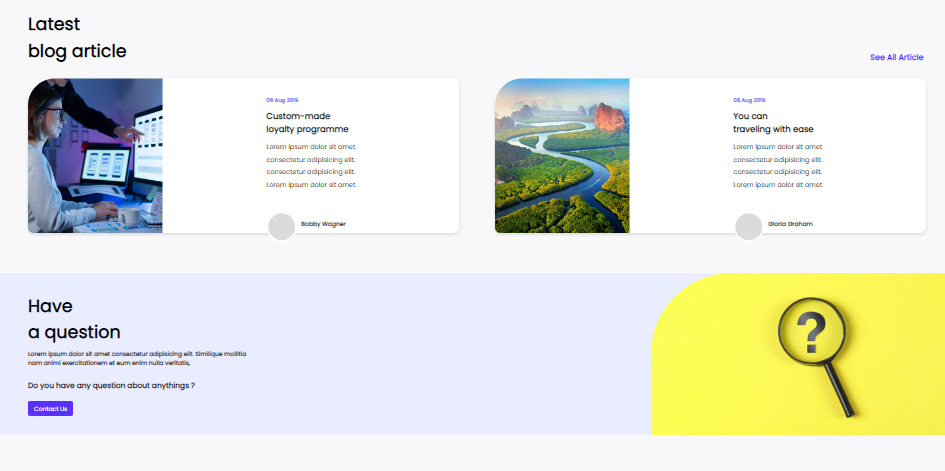 Latest
blog article
See All Article
06 Aug 2019
Custom-made
loyalty programme
Lorem ipsum dolor sit amet
consectetur adipisicing elit.
Lorem ipsum dolor sit amet
Bobby Wagner
08 Aug 2019
You can
traveling with ease
Lorem ipsum dolor sit amet
consectetur adipisicing elit.
consectetur adipisicing elit.
Lorem ipsum dolor sit amet
Gloria Graham
Have
a question
Lorem ipsum dolor sit amet consectetur adipisicing elit. Similique mollitia
nam animi exercitationem et eum enim nulla veritatis,
Do you have any question about anythings ?
Contact Us
?